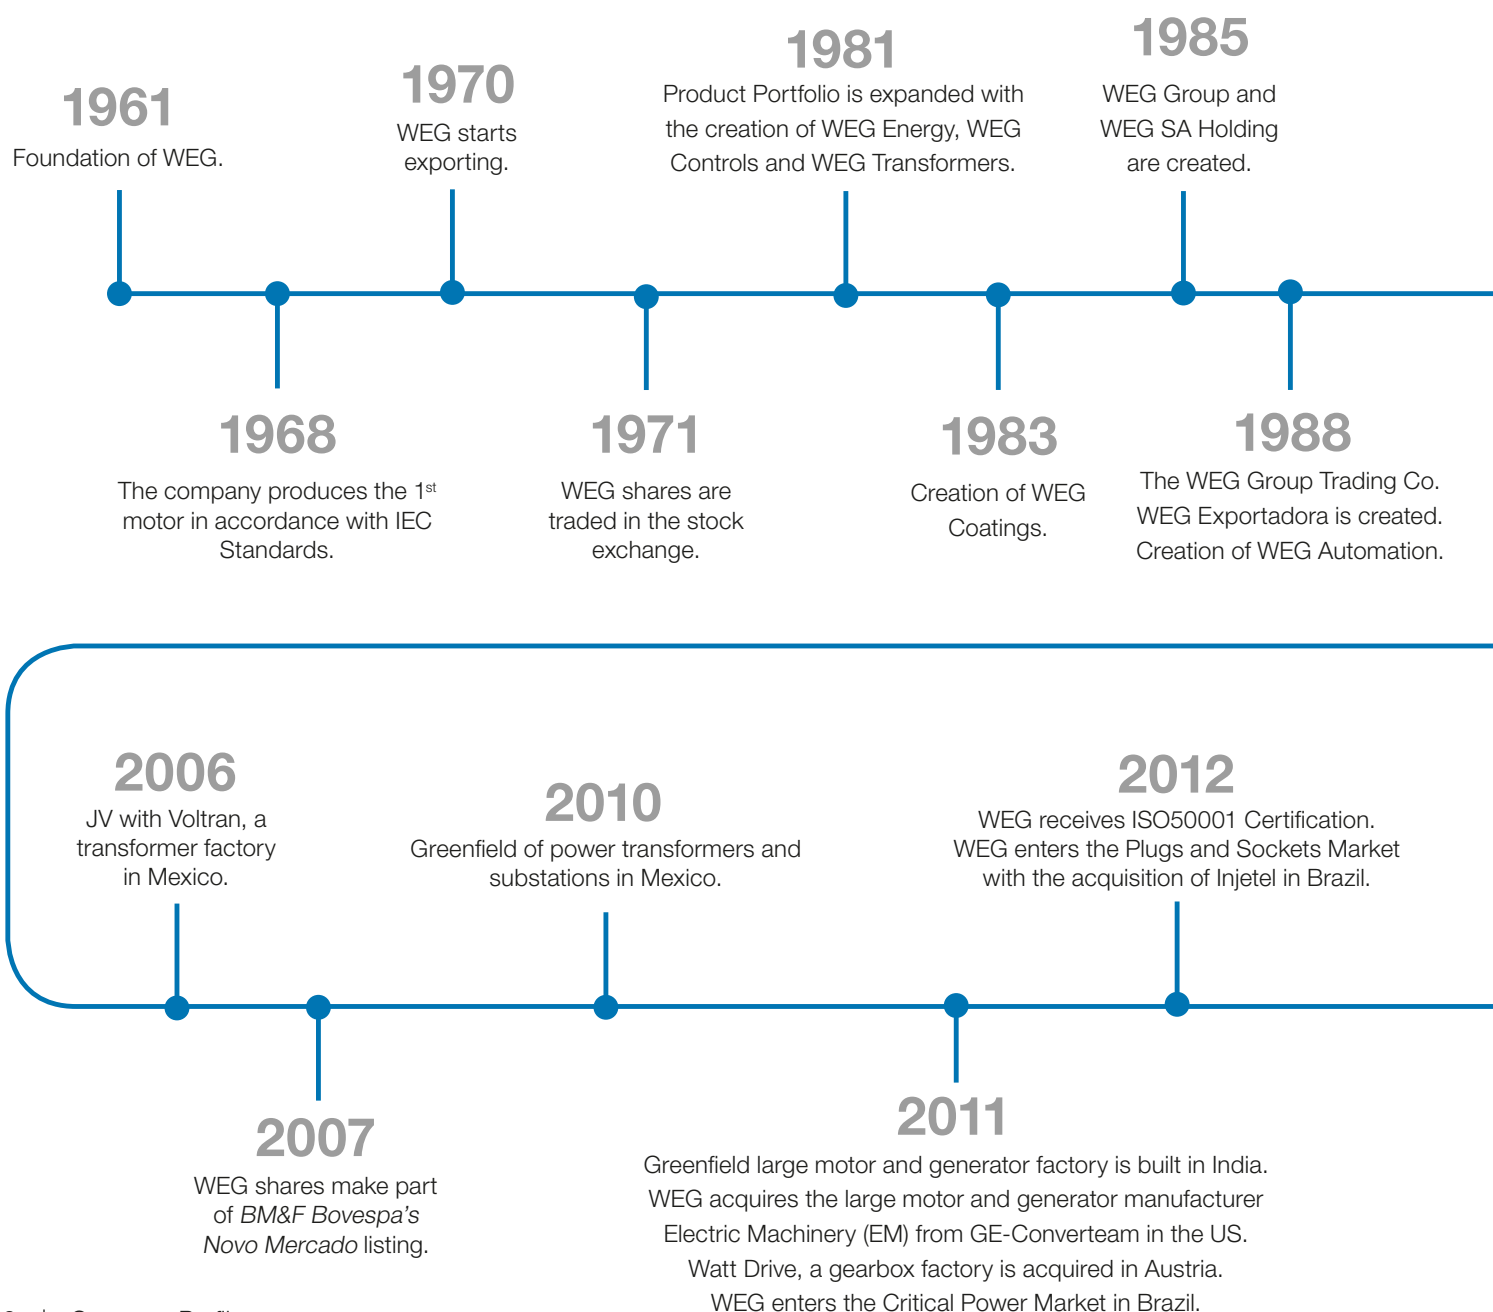 1961
Foundation of WEG.
1968
The company produces the 1st
motor in accordance with IEC
Standards.
1970
WEG starts
exporting.
1971
WEG shares are
traded in the stock
exchange.
1981
Product Portfolio is expanded with
the creation of WEG Energy, WEG
Controls and WEG Transformers.
1983
Creation of WEG
Coatings.
1985
WEG Group and
WEG SA Holding
are created.
1988
The WEG Group Trading Co.
WEG Exportadora is created.
Creation of WEG Automation.
2006
JV with Voltran, a
transformer factory
in Mexico.
2007
WEG shares make part
of BM&F Bovespa's
Novo Mercado listing.
2010
Greenfield of power transformers and
substations in Mexico.
2011
Greenfield large motor and generator factory is built in India.
WEG acquires the large motor and generator manufacturer
Electric Machinery (EM) from GE-Converteam in the US.
Watt Drive, a gearbox factory is acquired in Austria.
WEG enters the Critical Power Market in Brazil.
2012
WEG receives ISO50001 Certification.
WEG enters the Plugs and Sockets Market
with the acquisition of Injetel in Brazil.